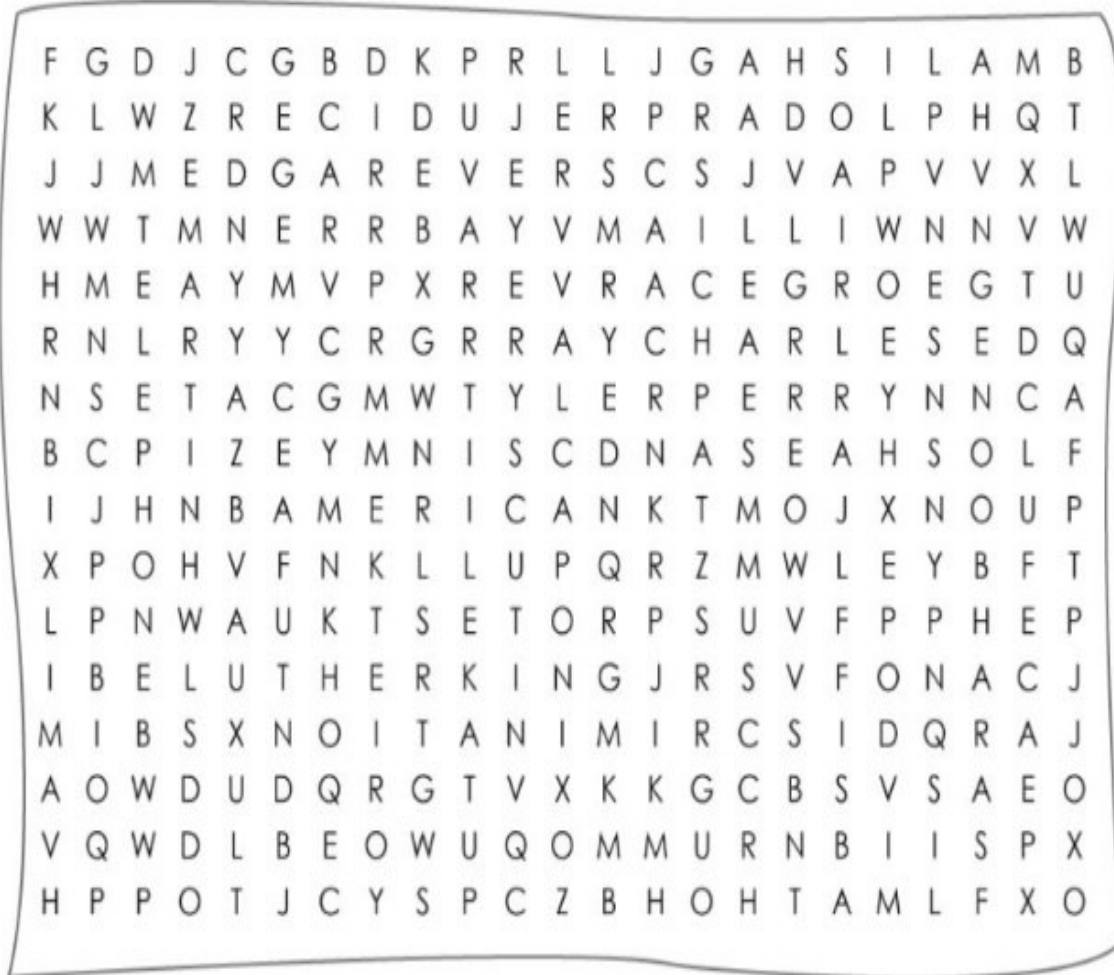 F G D J C G B D K P R L L J G A H S I L A M B
K L W Z R E C I D U J E R P R A D O L P H Q T
J J M E D G A R E V E R S C S J V A P V V X L
W W T M N E R R B A Y V M A I L L I W N N V W
H M E A Y M V P X R E V R A C E G R O E G T U
R N L R Y Y C R G R R A Y C H A R L E S E D Q
N S E T A C G M W T Y L E R P E R R Y N N C A
B C P I Z E Y M N I S C D N A S E A H S O L F
I J H N B A M E R I C A N K T M O J X N O U P
X P O H V F N K L L U P Q R Z M W L E Y B F T
L P N W A U K T S E T O R P S U V F P P H E P
I B E L U T H E R K I N G J R S V F O N A C J
M I B S X N O I T A N I M I R C S I D Q R A J
A O W D U D Q R G T V X K K G C B S V S A E O
V Q W D L B E O W U Q O M M U R N B I I S P X
H P P O T J C Y S P C Z B H O H T A M L F X O